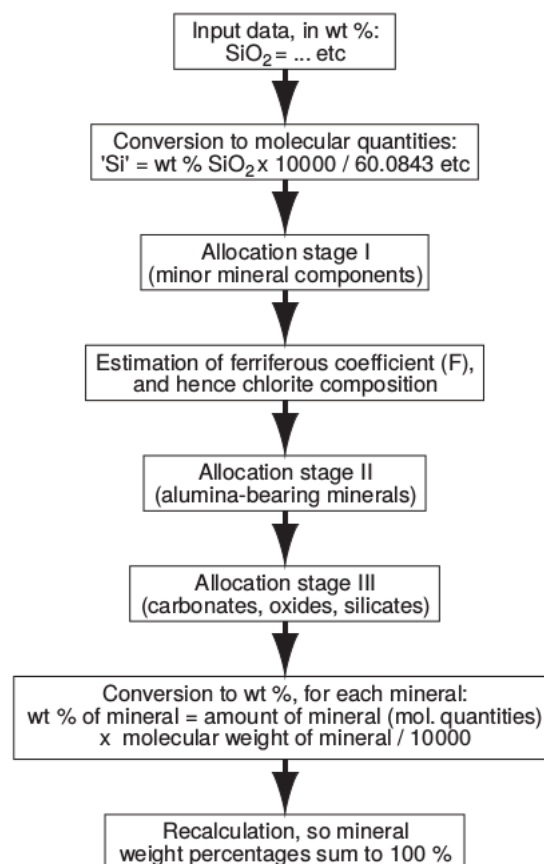 Input data, in wt %:
SiO₂ = ... etc
Conversion to molecular quantities:
'Si' = wt % SiO₂ x 10000 / 60.0843 etc
Allocation stage I
(minor mineral components)
Estimation of ferriferous coefficient (F),
and hence chlorite composition
Allocation stage II
(alumina-bearing minerals)
Allocation stage III
(carbonates, oxides, silicates)
Conversion to wt %, for each mineral:
wt % of mineral = amount of mineral (mol. quantities)
x molecular weight of mineral / 10000
Recalculation, so mineral
weight percentages sum to 100 %